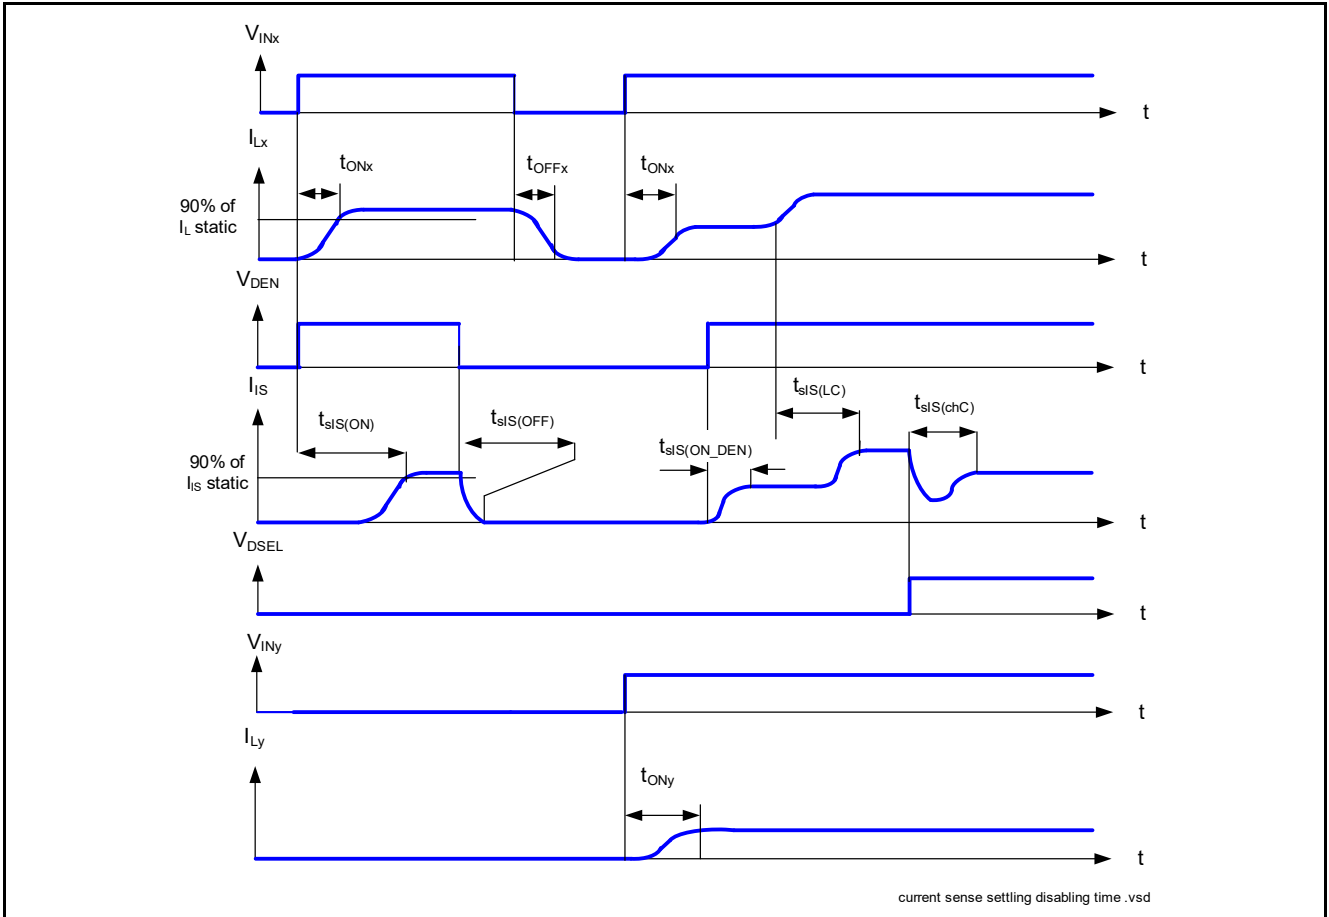 VINx
t
ILx
tONx
tOFFx
tONx
90% of
IL static
t
VDEN
t
IIS
tsIS(ON)
tsIS(OFF)
tsIS(LC)
tsIS(chC)
tsIS(ON_DEN)
90% of
IIS static
t
VDSEL
t
VINy
t
ILy
tONy
t
current sense settling disabling time .vsd